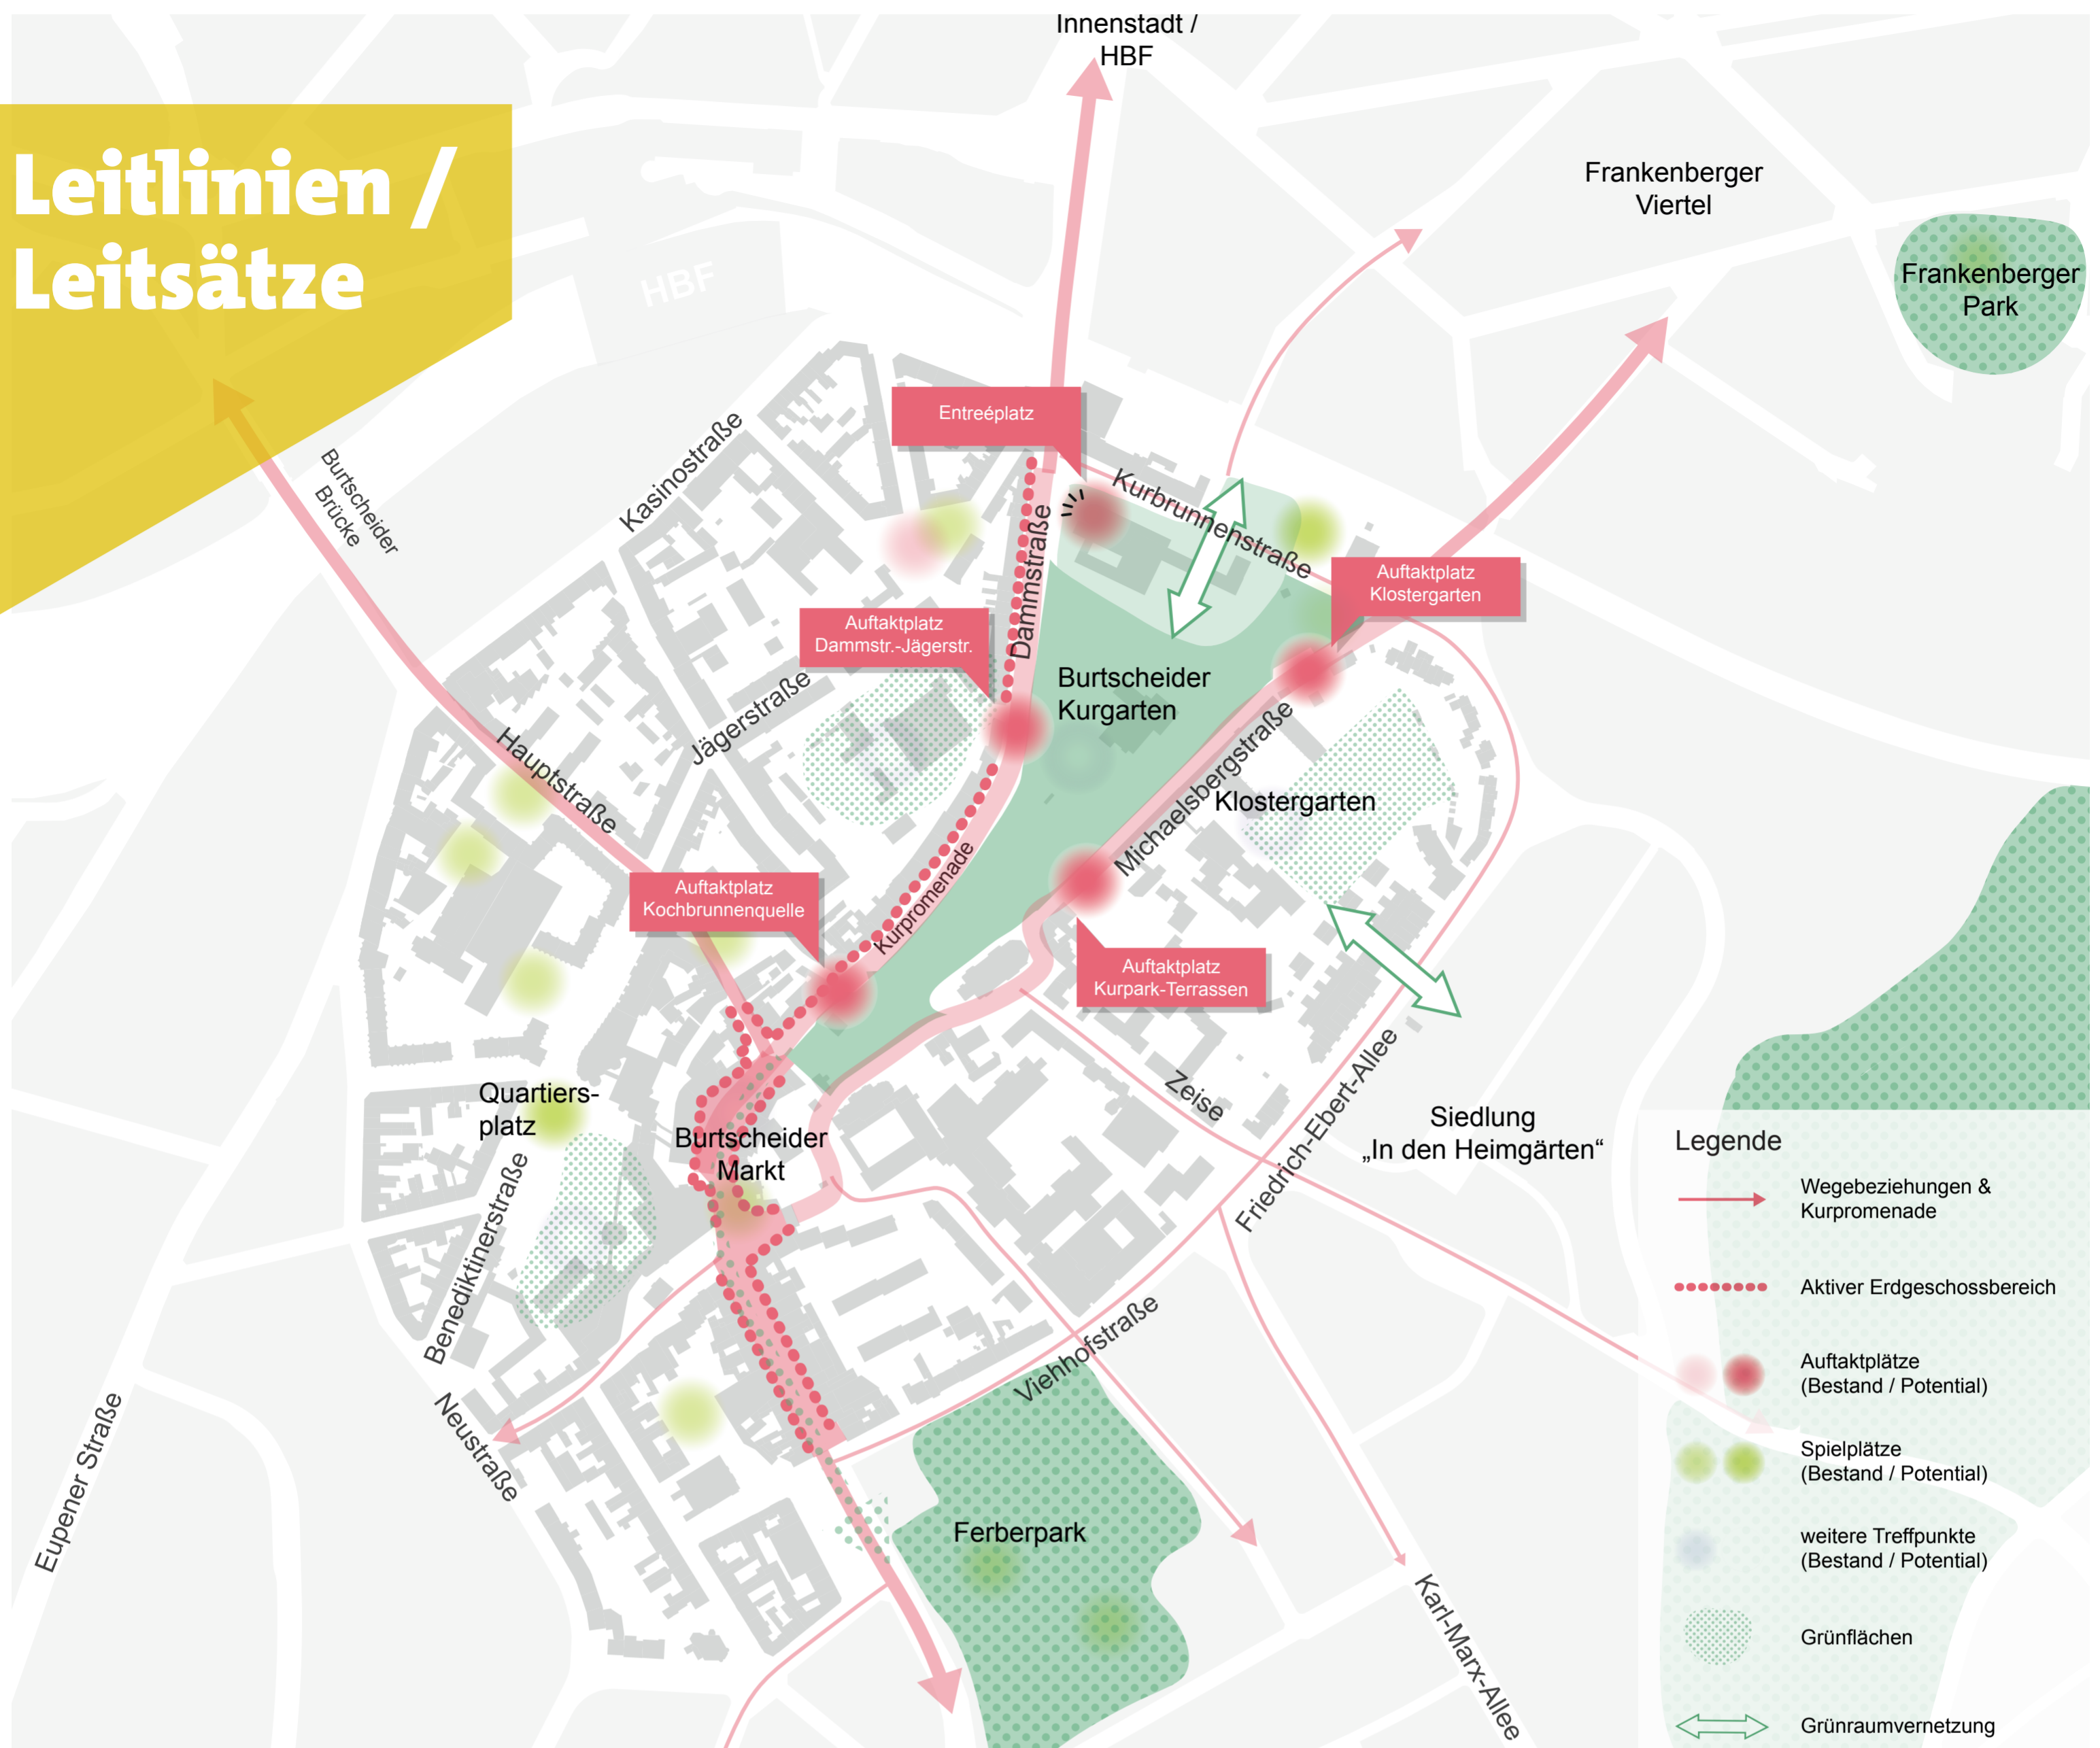 Leitlinien /
Leitsätze
Innenstadt /
HBF
Frankenberger
Viertel
Frankenberger
Park
HBF
Burtscheider
Brücke
Kasinostraße
Entreéplatz
Kurbrunnenstraße
Dammstraße
Auftaktplatz
Klostergarten
Auftaktplatz
Dammstr.-Jägerstr.
Burtscheider
Kurgarten
Jägerstraße
Hauptstraße
Michaelsbergstraße
Klostergarten
Auftaktplatz
Kochbrunnenquelle
Kurpromenade
Auftaktplatz
Kurpark-Terrassen
Quartiers-
platz
Zeise
Friedrich-Ebert-Allee
Siedlung
„In den Heimgärten“
Burtscheider
Markt
Benediktinerstraße
Viehhofstraße
Neustraße
Eupener Straße
Ferberpark
Karl-Marx-Allee
Legende
Wegebeziehungen &
Kurpromenade
Aktiver Erdgeschossbereich
Auftaktplätze
(Bestand / Potential)
Spielplätze
(Bestand / Potential)
weitere Treffpunkte
(Bestand / Potential)
Grünflächen
Grünraumvernetzung